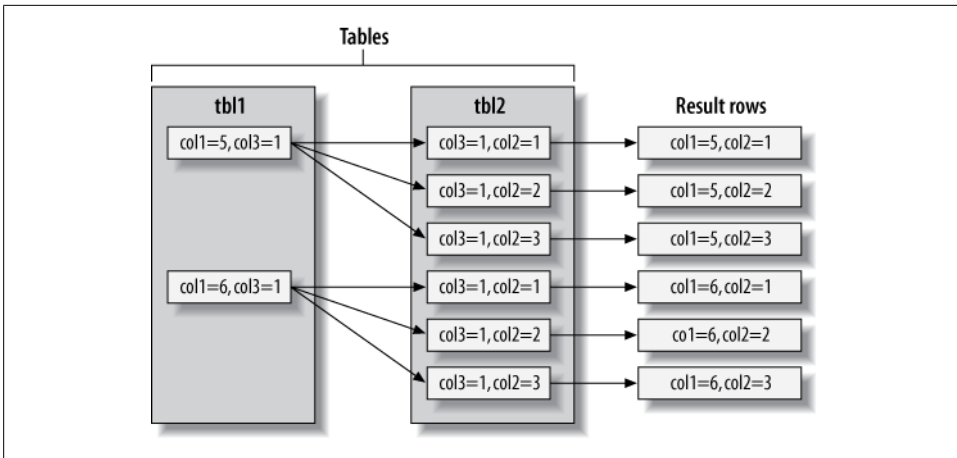 Tables
tbl1 tbl2 Result rows
col1=5, col3=1 col3=1, col2=1 col1=5, col2=1
col3=1, col2=2 col1=5, col2=2
col3=1, col2=3 col1=5, col2=3
col1=6, col3=1 col3=1, col2=1 col1=6, col2=1
col3=1, col2=2 co1=6, col2=2
col3=1, col2=3 col1=6, col2=3